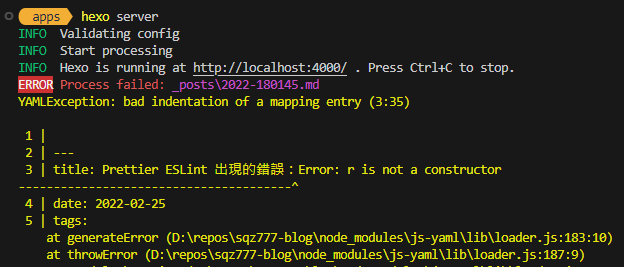 apps hexo server
INFO  Validating config
INFO  Start processing
INFO  Hexo is running at http://localhost:4000/ . Press Ctrl+C to stop.
ERROR Process failed: _posts\2022-180145.md
YAMLException: bad indentation of a mapping entry (3:35)
1 |
2 | ---
3 | title: Prettier ESLint 出現的錯誤：Error: r is not a constructor
---------------------------------------^
4 | date: 2022-02-25
5 | tags:
at generateError (D:\repos\sqz777-blog\node_modules\js-yaml\lib\loader.js:183:10)
at throwError (D:\repos\sqz777-blog\node_modules\js-yaml\lib\loader.js:187:9)